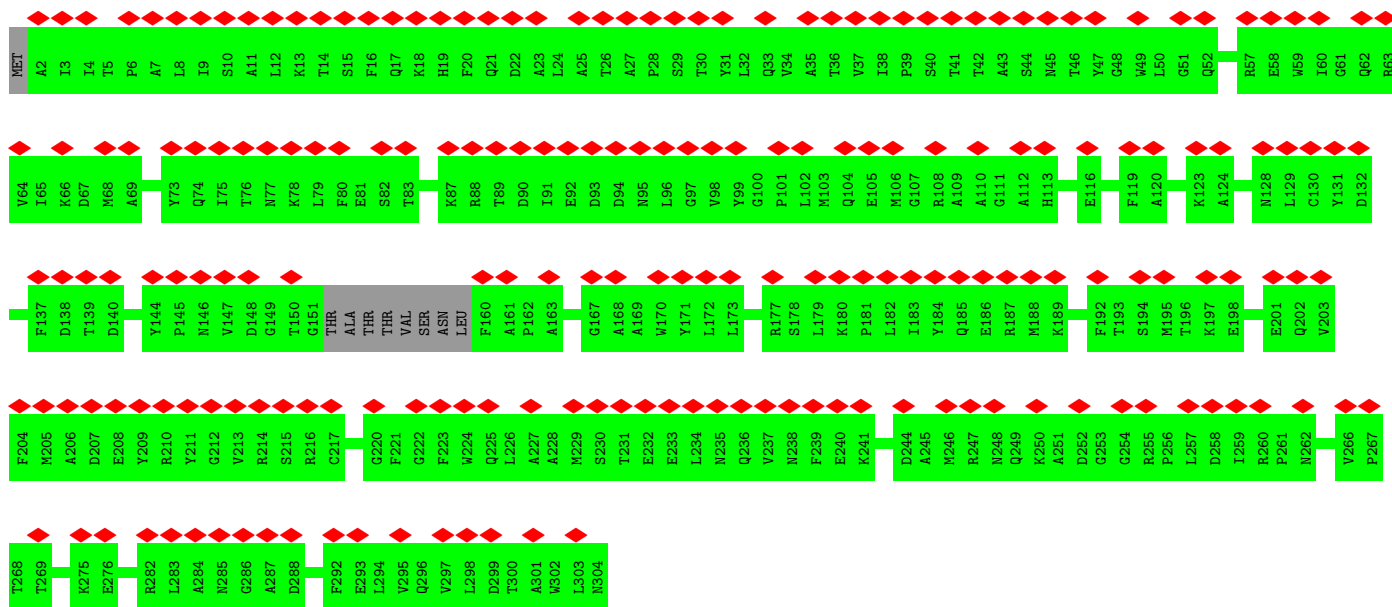 MET A2 I3 I4 T5 P6 A7 L8 I9 S10 A11 L12 K13 T14 S15 F16 Q17 K18 H19 F20 Q21 D22 A23 L24 A25 T26 A27 P28 S29 T30 Y31 L32 Q33 V34 A35 T36 V37 I38 P39 S40 T41 T42 A43 S44 N45 T46 Y47 G48 W49 L50 G51 Q52 R57 E58 W59 I60 G61 Q62 R63
V64 I65 K66 D67 M68 A69 Y73 Q74 I75 T76 N77 K78 L79 F80 E81 S82 T83 K87 R88 T89 D90 I91 E92 D93 D94 N95 L96 G97 V98 Y99 G100 P101 L102 M103 Q104 E105 M106 G107 R108 A109 A110 G111 A112 H113 E116 F119 A120 K123 A124 N128 L129 C130 Y131 D132
F137 D138 T139 D140 Y144 P145 N146 V147 D148 G149 T150 G151 THR ALA THR THR VAL SER ASN LEU F160 A161 P162 A163 G167 A168 A169 W170 Y171 L172 L173 R177 S178 L179 K180 P181 L182 I183 Y184 Q185 E186 R187 M188 K189 F192 T193 S194 M195 T196 K197 E198 E201 Q202 V203
F204 M205 A206 D207 E208 Y209 R210 Y211 G212 V213 R214 S215 R216 C217 G220 F221 G222 F223 W224 Q225 L226 A227 A228 M229 S230 T231 E232 E233 L234 N235 Q236 V237 N238 F239 E240 K241 D244 A245 M246 R247 N248 Q249 K250 A251 D252 G253 G254 R255 P256 L257 D258 I259 R260 P261 N262 V266 P267
T268 T269 K275 E276 R282 L283 A284 N285 G286 A287 D288 F292 E293 L294 V295 Q296 V297 L298 D299 T300 A301 W302 L303 N304